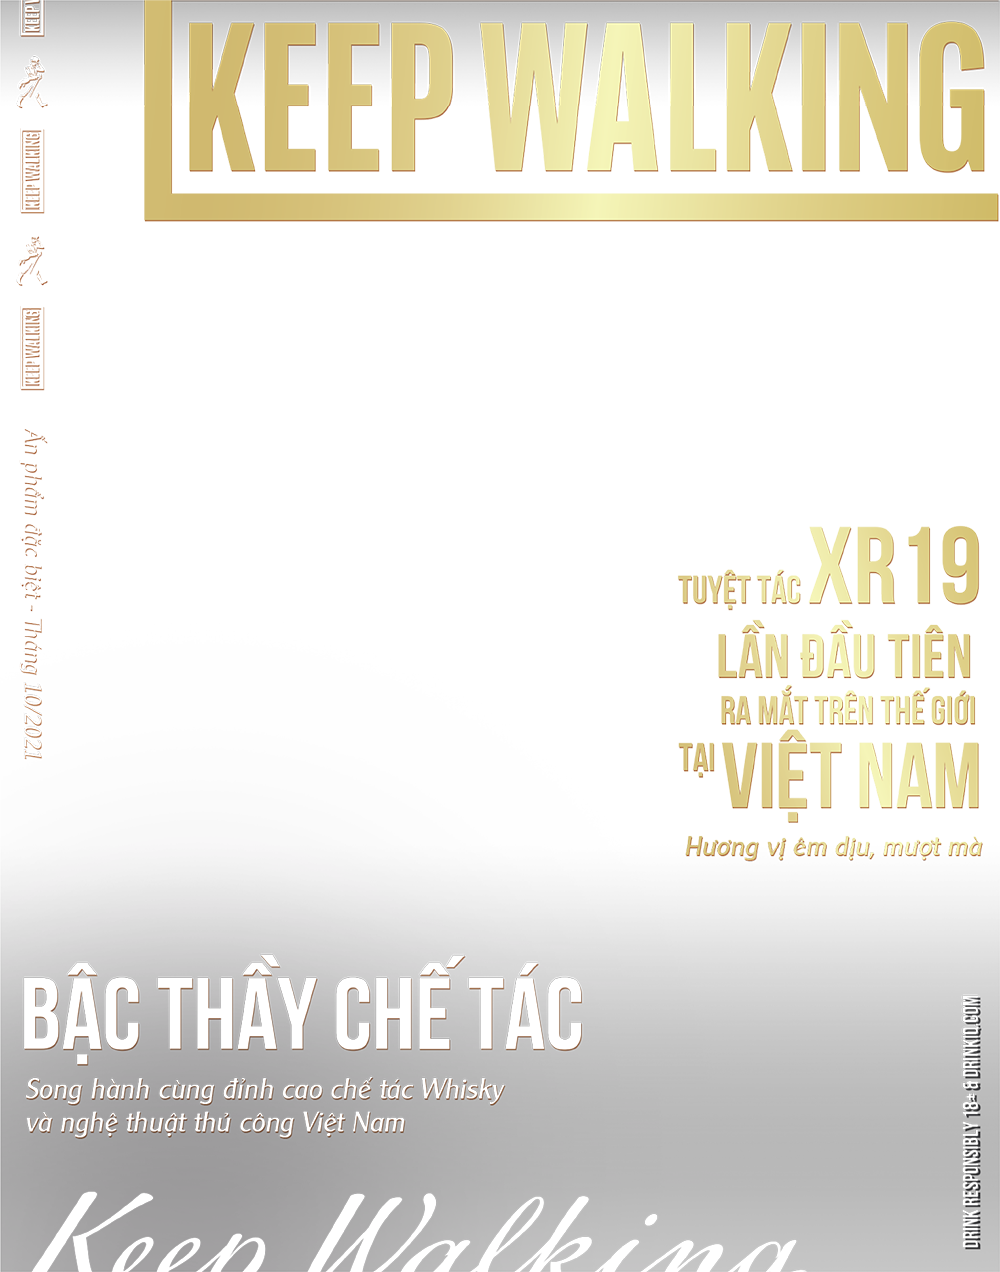 KEEP WALKING
KEEP W
KEEP WALKING
KEEP WALKING
Ấn phẩm đặc biệt - Tháng 10/2021
TUYỆT TÁC XR19
LẦN ĐẦU TIÊN
RA MẮT TRÊN THẾ GIỚI
TẠI VIỆT NAM
Hương vị êm dịu, mượt mà
BẬC THẦY CHẾ TÁC
Song hành cùng đỉnh cao chế tác Whisky
và nghệ thuật thủ công Việt Nam
DRINK RESPONSIBLY 18+ & DRINKIQ.COM
Keep Walking